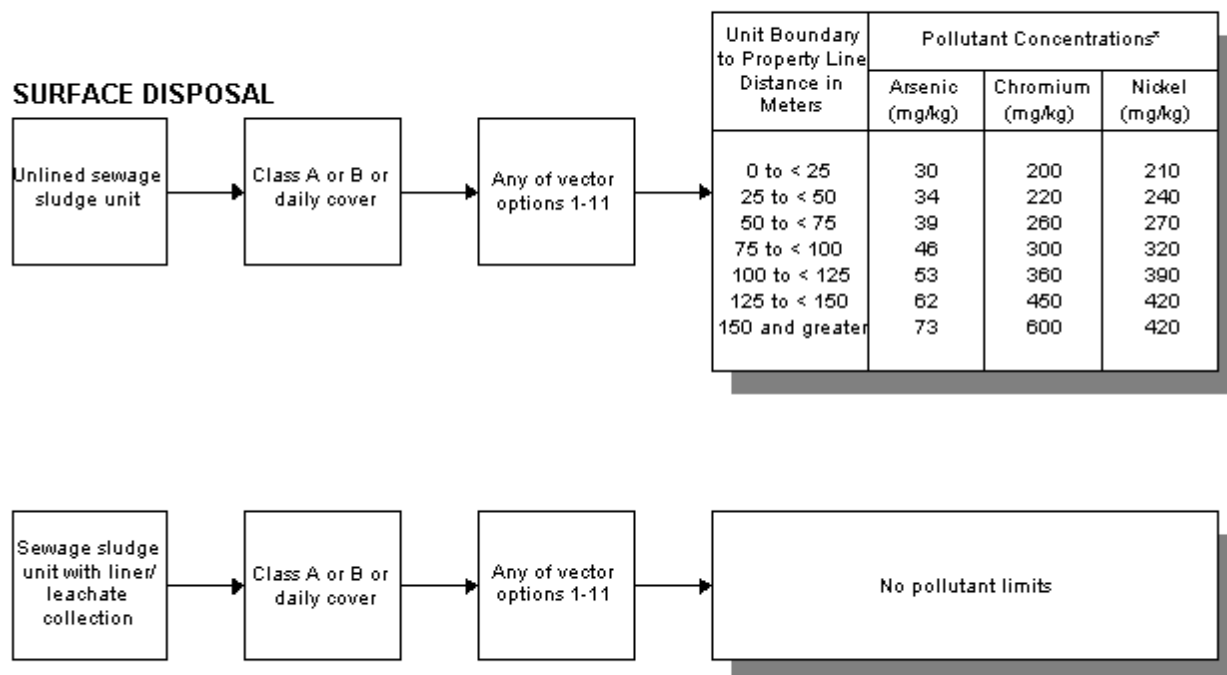 SURFACE DISPOSAL
Unlined sewage
sludge unit
Class A or B or
daily cover
Any of vector
options 1-11
Unit Boundary
to Property Line
Distance in
Meters
Pollutant Concentrations*
Arsenic
(mg/kg)
Chromium
(mg/kg)
Nickel
(mg/kg)
0 to < 25 30 200 210
25 to < 50 34 220 240
50 to < 75 39 260 270
75 to < 100 46 300 320
100 to < 125 53 360 390
125 to < 150 62 450 420
150 and greater 73 600 420
Sewage sludge
unit with liner/
leachate
collection
Class A or B or
daily cover
Any of vector
options 1-11
No pollutant limits